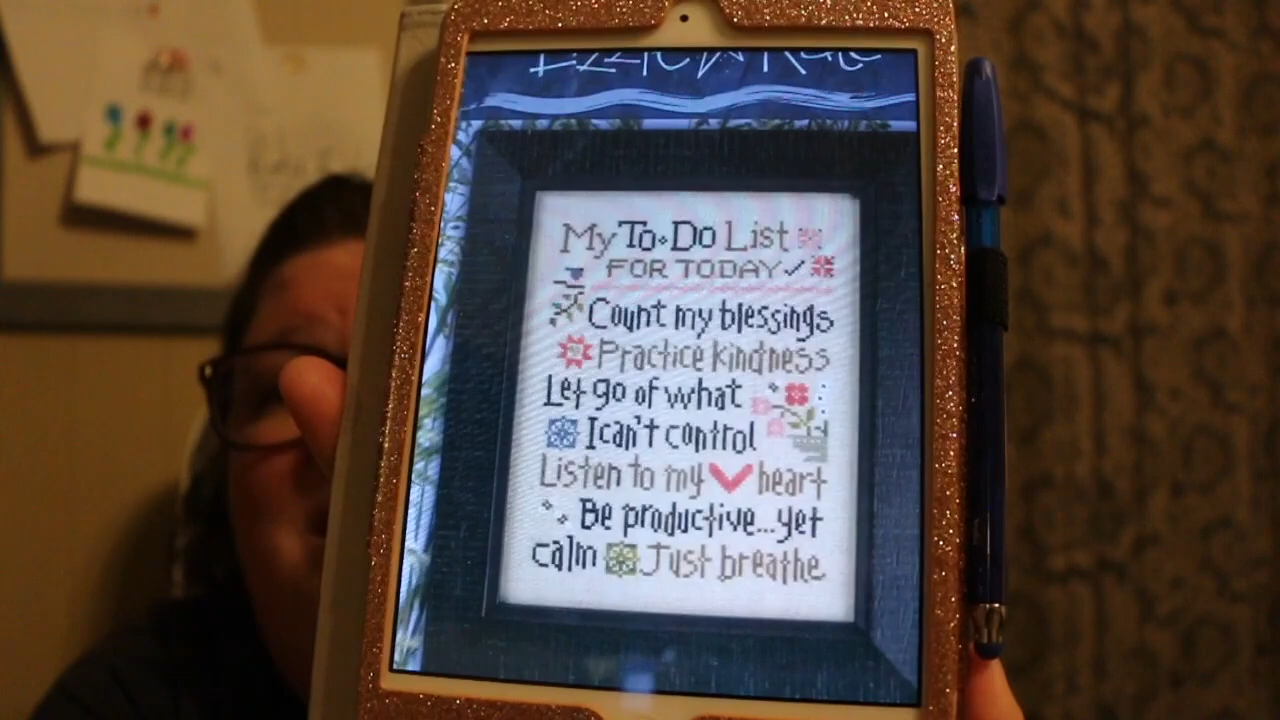 My To•Do List
FOR TODAY ✓
Count my blessings
Practice kindness
Let go of what
I can't control
Listen to my heart
Be productive...yet
calm Just breathe